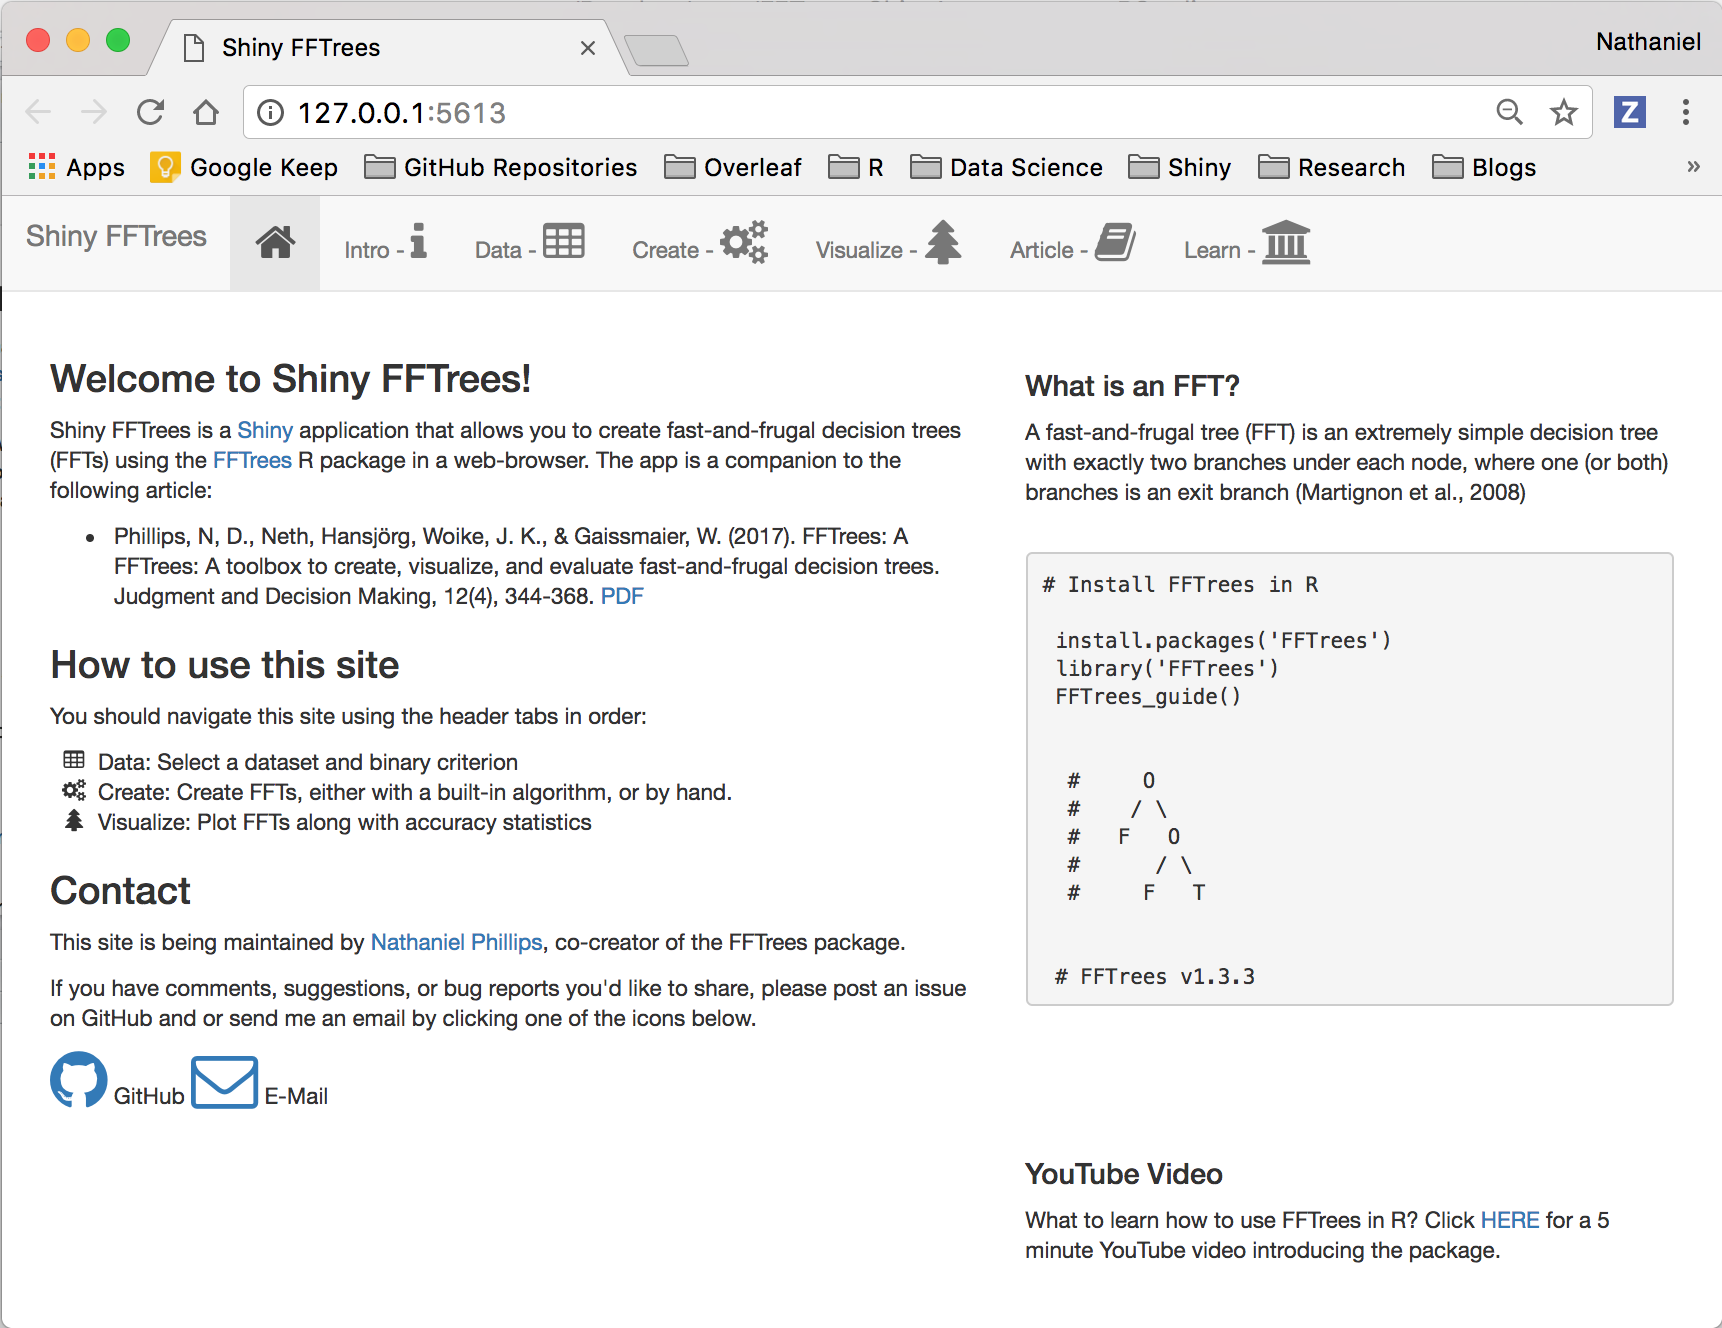 Shiny FFTrees
Nathaniel
127.0.0.1:5613
Z
Apps Google Keep GitHub Repositories Overleaf R Data Science Shiny Research Blogs »
Shiny FFTrees Intro - Data - Create - Visualize - Article - Learn -
Welcome to Shiny FFTrees!
Shiny FFTrees is a Shiny application that allows you to create fast-and-frugal decision trees
(FFTs) using the FFTrees R package in a web-browser. The app is a companion to the
following article:
• Phillips, N, D., Neth, Hansjörg, Woike, J. K., & Gaissmaier, W. (2017). FFTrees: A
FFTrees: A toolbox to create, visualize, and evaluate fast-and-frugal decision trees.
Judgment and Decision Making, 12(4), 344-368. PDF
How to use this site
You should navigate this site using the header tabs in order:
Data: Select a dataset and binary criterion
Create: Create FFTs, either with a built-in algorithm, or by hand.
Visualize: Plot FFTs along with accuracy statistics
Contact
This site is being maintained by Nathaniel Phillips, co-creator of the FFTrees package.
If you have comments, suggestions, or bug reports you'd like to share, please post an issue
on GitHub and or send me an email by clicking one of the icons below.
GitHub E-Mail
What is an FFT?
A fast-and-frugal tree (FFT) is an extremely simple decision tree
with exactly two branches under each node, where one (or both)
branches is an exit branch (Martignon et al., 2008)
# Install FFTrees in R
install.packages('FFTrees')
library('FFTrees')
FFTrees_guide()
#     O
#    / \
#   F   O
#      / \
#     F   T
# FFTrees v1.3.3
YouTube Video
What to learn how to use FFTrees in R? Click HERE for a 5
minute YouTube video introducing the package.